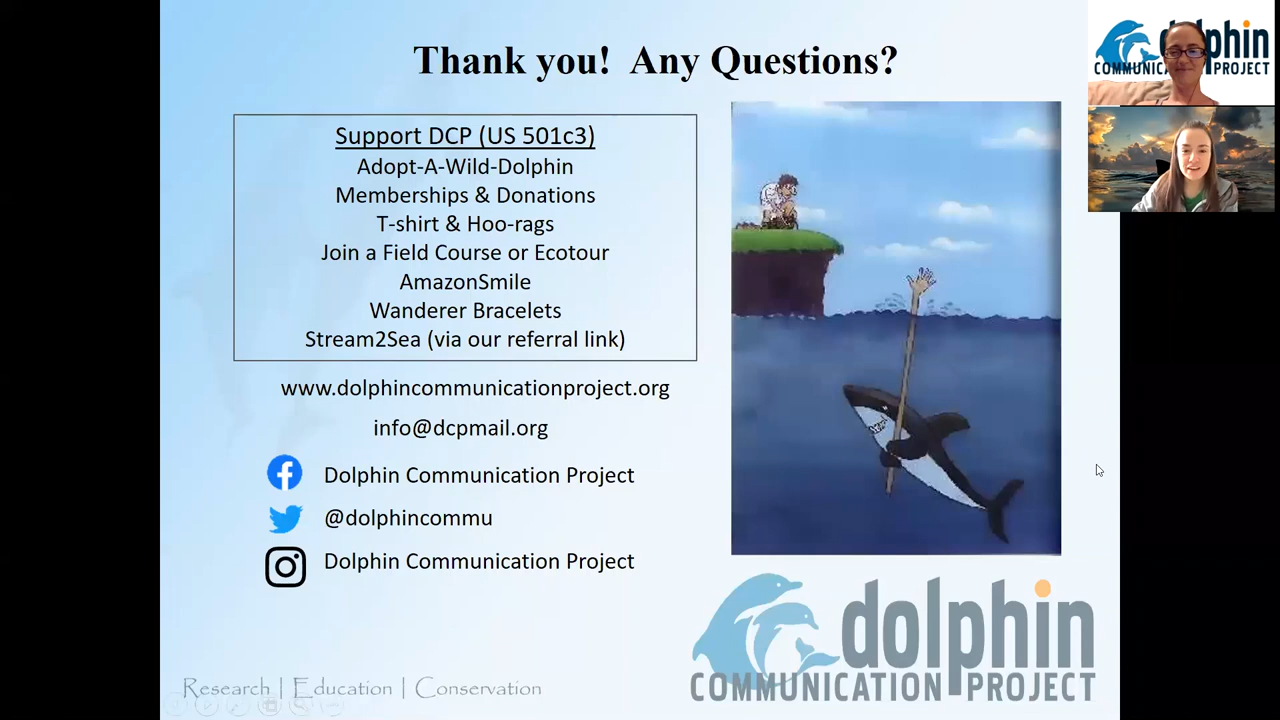 Thank you! Any Questions?
Support DCP (US 501c3)
Adopt-A-Wild-Dolphin
Memberships & Donations
T-shirt & Hoo-rags
Join a Field Course or Ecotour
AmazonSmile
Wanderer Bracelets
Stream2Sea (via our referral link)
www.dolphincommunicationproject.org
info@dcpmail.org
Dolphin Communication Project
@dolphincommu
Dolphin Communication Project
Research | Education | Conservation
dolphin
COMMUNICATION PROJECT